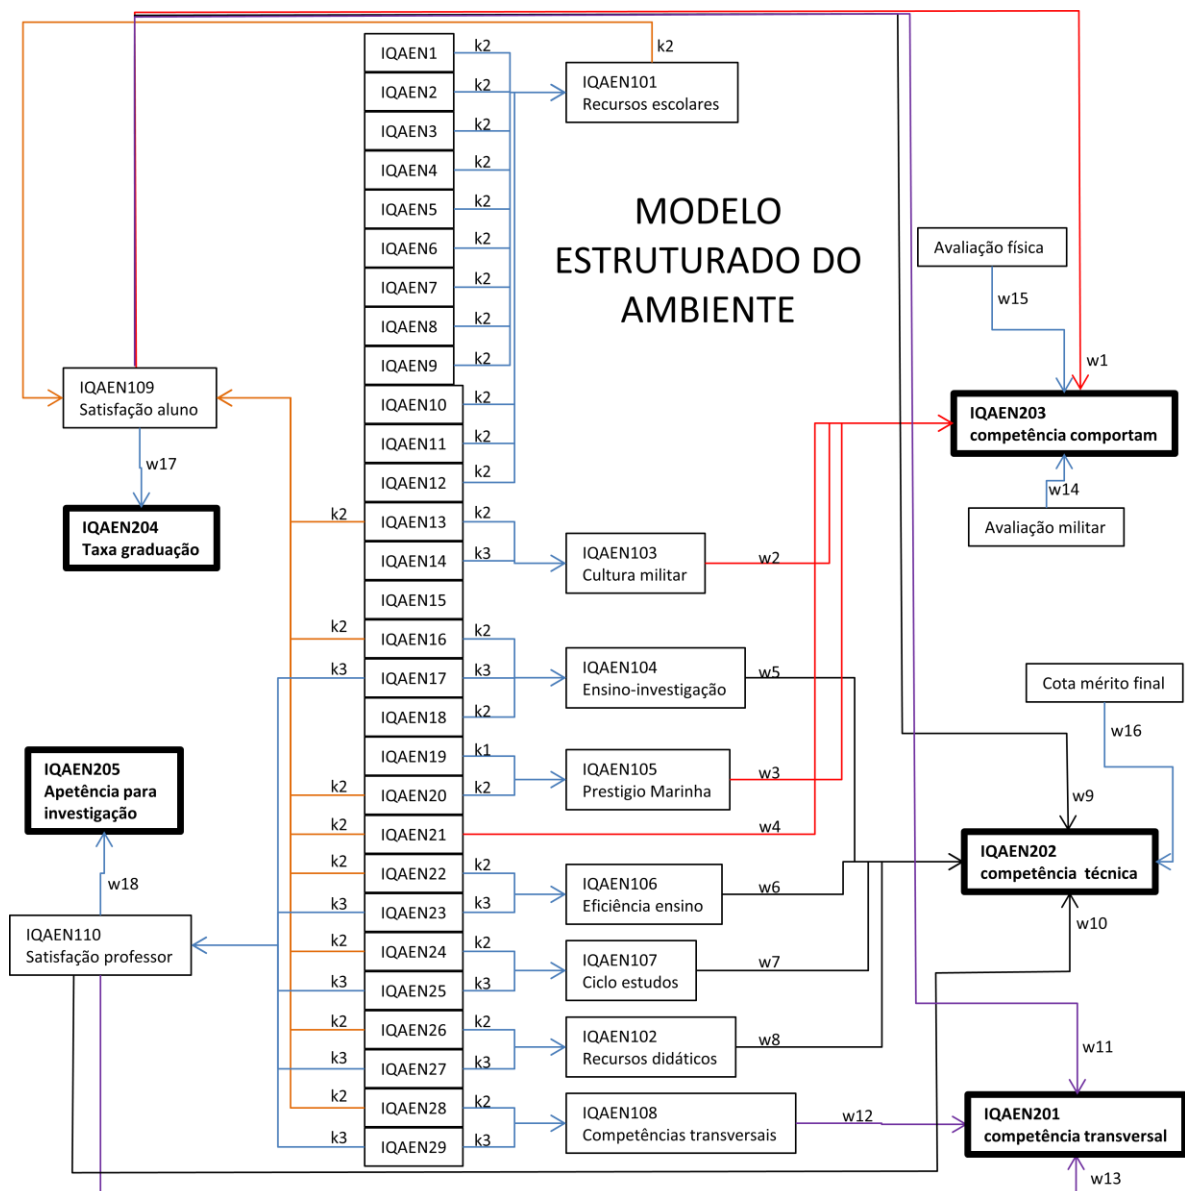 k2
IQAEN1
k2
IQAEN101
Recursos escolares
IQAEN2
k2
IQAEN3
k2
IQAEN4
k2
IQAEN5
k2
IQAEN6
k2
IQAEN7
k2
IQAEN8
k2
IQAEN9
k2
IQAEN10
k2
IQAEN11
k2
IQAEN12
k2
MODELO
ESTRUTURADO DO
AMBIENTE
Avaliação física
w15
w1
IQAEN203
competência comportam
w14
Avaliação militar
IQAEN109
Satisfação aluno
w17
IQAEN204
Taxa graduação
k2
IQAEN13
k2
IQAEN14
k3
IQAEN103
Cultura militar
w2
IQAEN15
k2
IQAEN16
k2
k3
IQAEN17
k3
IQAEN18
k2
IQAEN104
Ensino-investigação
w5
Cota mérito final
w16
IQAEN19
k1
k2
IQAEN20
k2
IQAEN105
Prestigio Marinha
w3
k2
IQAEN21
w4
w9
IQAEN205
Apetência para
investigação
w18
IQAEN110
Satisfação professor
k2
IQAEN22
k2
k3
IQAEN23
k3
IQAEN106
Eficiência ensino
w6
IQAEN202
competência técnica
w10
k2
IQAEN24
k2
k3
IQAEN25
k3
IQAEN107
Ciclo estudos
w7
k2
IQAEN26
k2
k3
IQAEN27
k3
IQAEN102
Recursos didáticos
w8
w11
k2
IQAEN28
k2
k3
IQAEN29
k3
IQAEN108
Competências transversais
w12
IQAEN201
competência transversal
w13